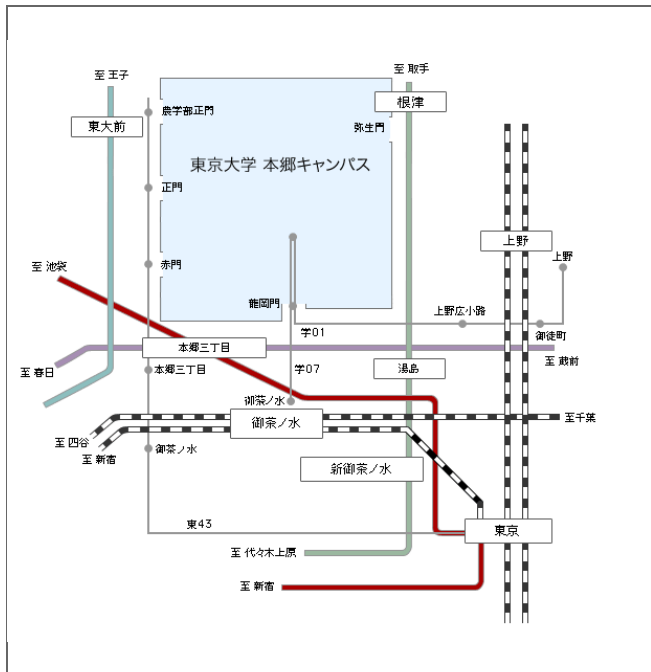 至 取手
至 王子
根津
農学部正門
東大前
弥生門
東京大学 本郷キャンパス
正門
上野
上野
赤門
至 池袋
龍岡門
上野広小路
学01
御徒町
本郷三丁目
至 蔵前
本郷三丁目
学07
湯島
至 春日
御茶ノ水
御茶ノ水
至千葉
至 四谷
御茶ノ水
至 新宿
新御茶ノ水
東43
東京
至 代々木上原
至 新宿